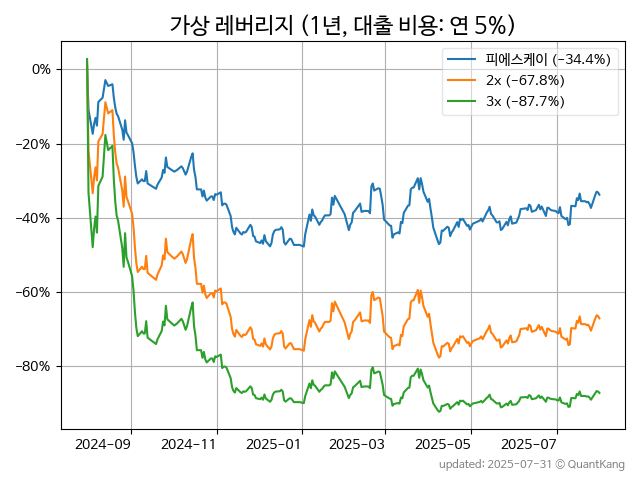 가상 레버리지 (1년, 대출 비용: 연 5%)
피에스케이 (−34.4%)
2x (−67.8%)
3x (−87.7%)
0%
−20%
−40%
−60%
−80%
2024-09 2024-11 2025-01 2025-03 2025-05 2025-07
updated: 2025-07-31 ⓒ QuantKang